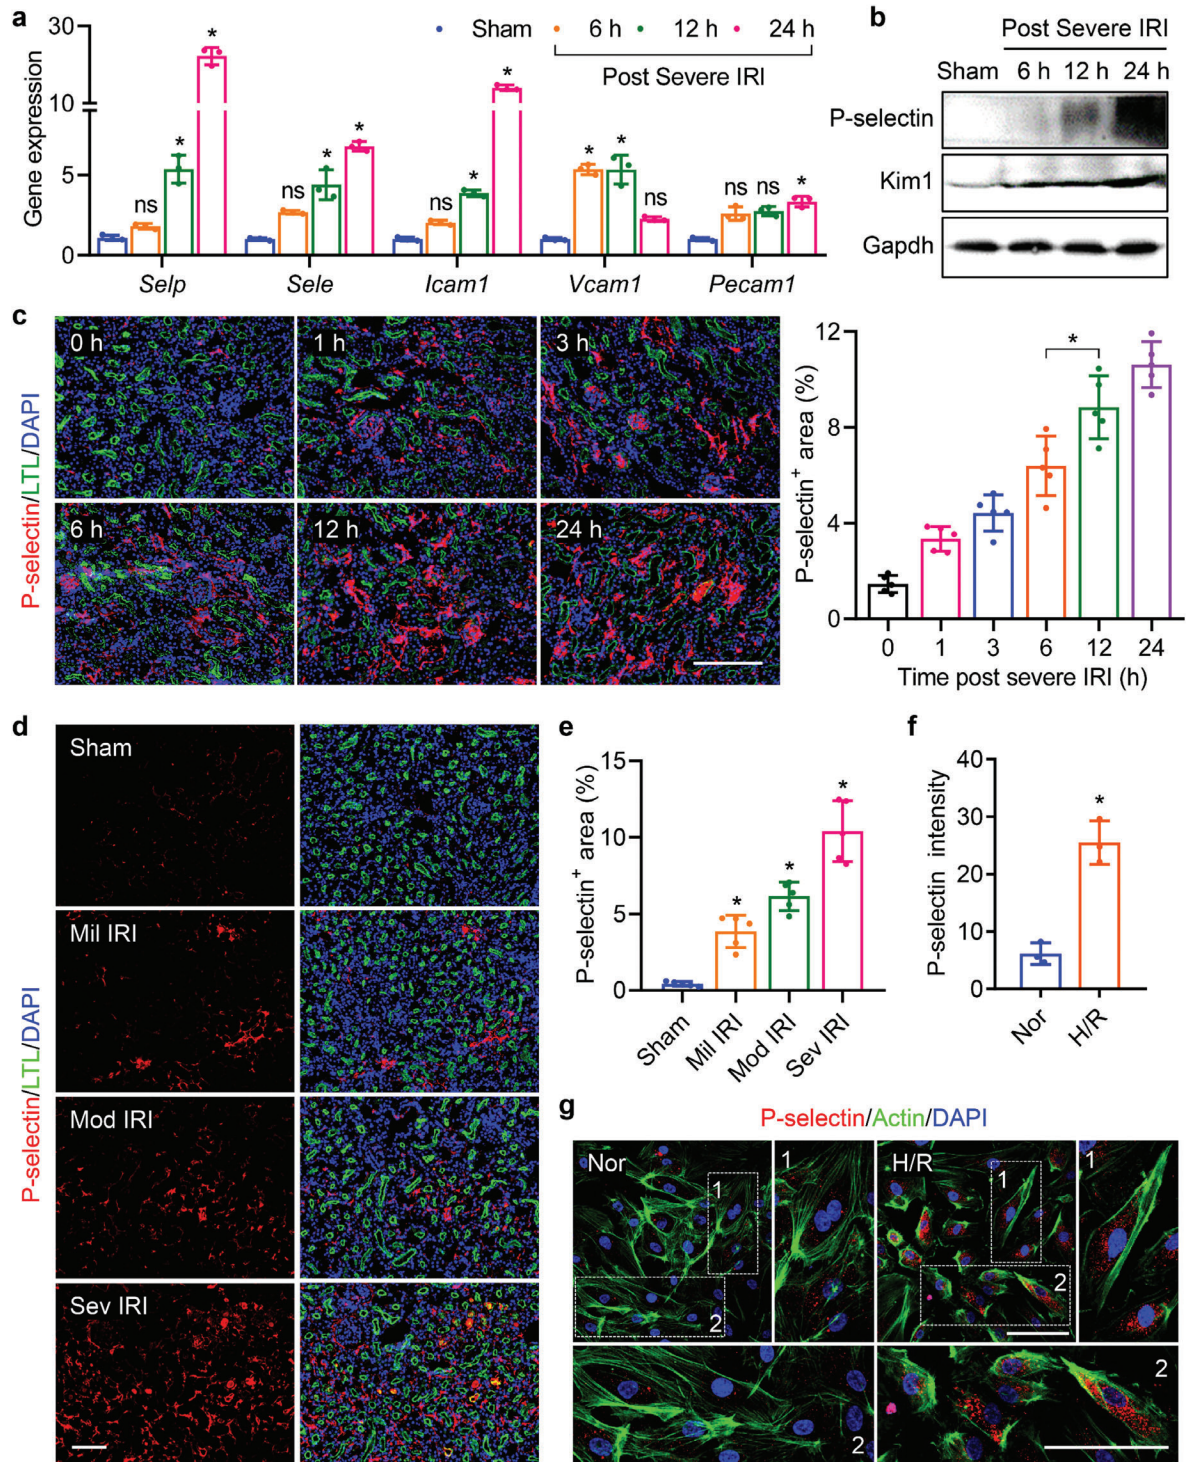 a
Gene expression
30
10
5
0
Sham
6 h
12 h
24 h
Post Severe IRI
*
*
ns
*
*
ns
*
*
ns
*
*
ns
ns
ns
*
Selp
Sele
Icam1
Vcam1
Pecam1
b
Post Severe IRI
Sham 6 h 12 h 24 h
P-selectin
Kim1
Gapdh
c
P-selectin/LTL/DAPI
0 h
1 h
3 h
6 h
12 h
24 h
P-selectin+ area (%)
12
8
4
0
*
0 1 3 6 12 24
Time post severe IRI (h)
d
P-selectin/LTL/DAPI
Sham
Mil IRI
Mod IRI
Sev IRI
e
P-selectin+ area (%)
15
10
5
0
*
*
*
Sham
Mil IRI
Mod IRI
Sev IRI
f
P-selectin intensity
40
30
20
10
0
*
Nor
H/R
g
P-selectin/Actin/DAPI
Nor
1
2
1
H/R
1
2
1
2
2